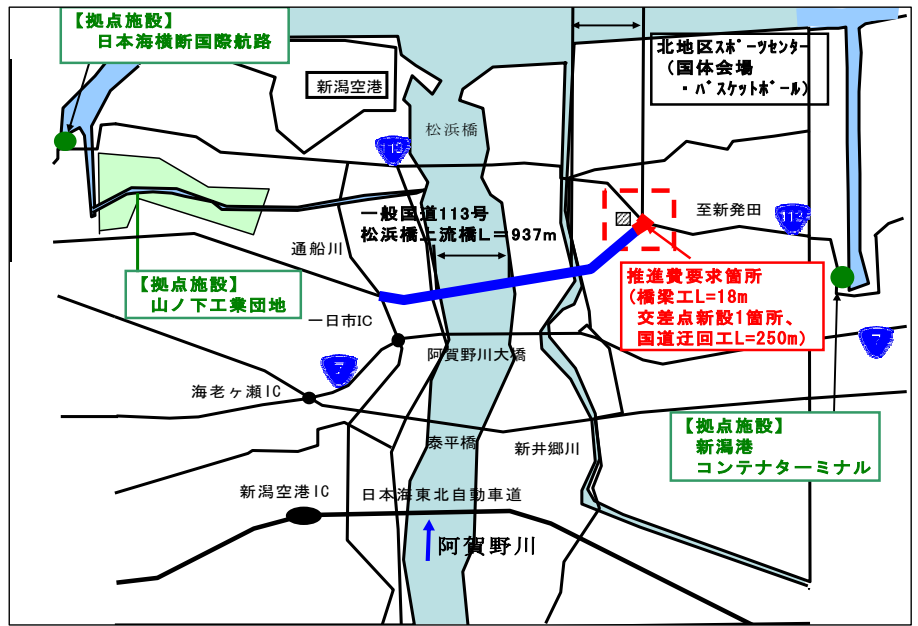 【拠点施設】
日本海横断国際航路
新潟空港
北地区スポーツセンター
(国体会場
・バスケットボール)
松浜橋
113
一般国道113号
松浜橋上流橋L=937m
至新発田
113
通船川
【拠点施設】
山ノ下工業団地
推進費要求箇所
(橋梁工L=18m
交差点新設1箇所、
国道迂回工L=250m)
一日市IC
阿賀野川大橋
7
7
海老ヶ瀬IC
泰平橋
新井郷川
【拠点施設】
新潟港
コンテナターミナル
新潟空港IC
日本海東北自動車道
阿賀野川